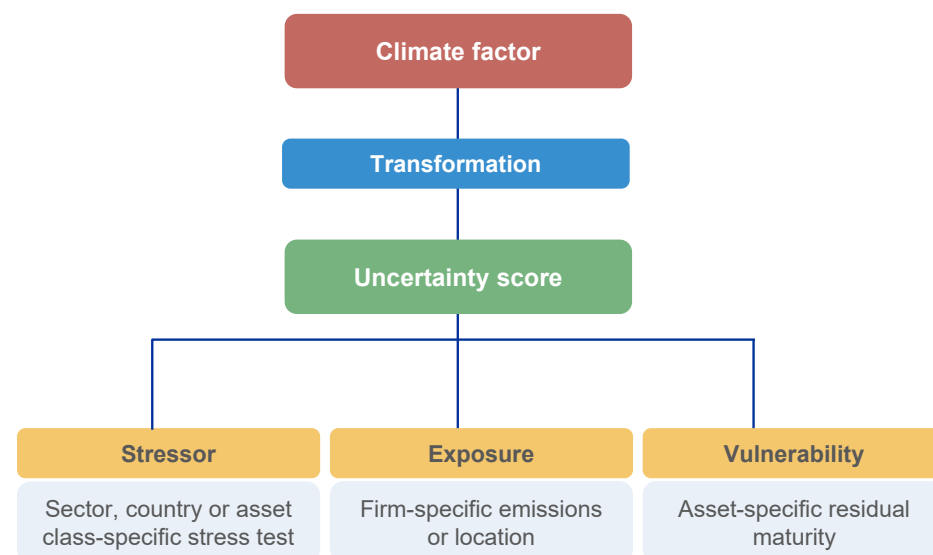 Climate factor
Transformation
Uncertainty score
Stressor
Exposure
Vulnerability
Sector, country or asset
class-specific stress test
Firm-specific emissions
or location
Asset-specific residual
maturity